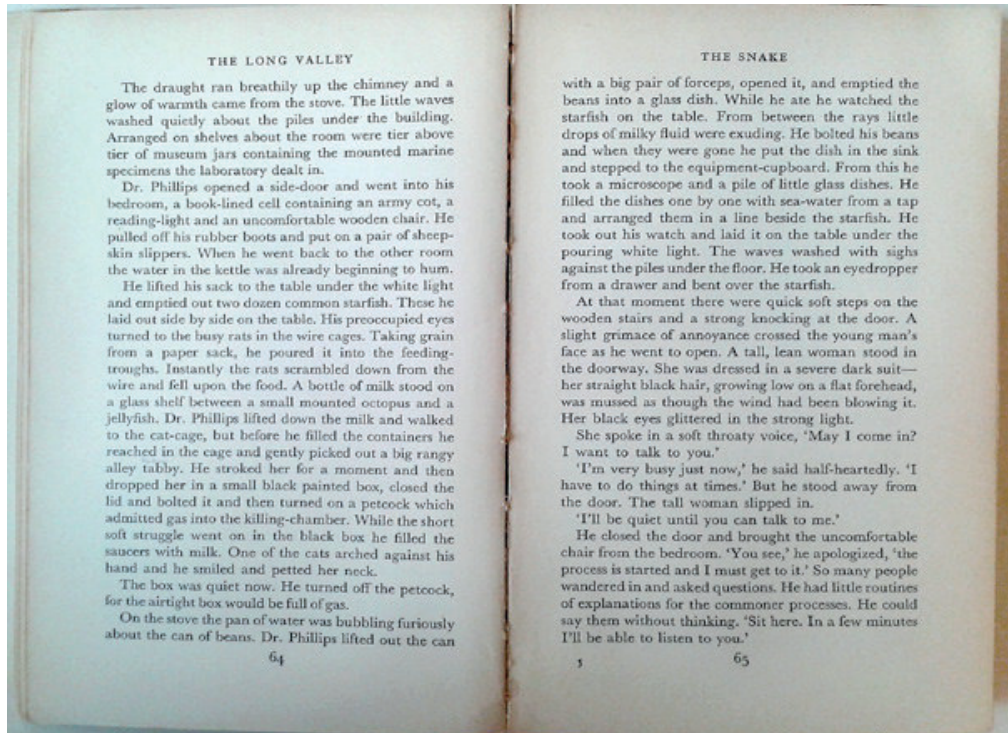 THE LONG VALLEY
The draught ran breathily up the chimney and a
glow of warmth came from the stove. The little waves
washed quietly about the piles under the building.
Arranged on shelves about the room were tier above
tier of museum jars containing the mounted marine
specimens the laboratory dealt in.
Dr. Phillips opened a side-door and went into his
bedroom, a book-lined cell containing an army cot, a
reading-light and an uncomfortable wooden chair. He
pulled off his rubber boots and put on a pair of sheep-
skin slippers. When he went back to the other room
the water in the kettle was already beginning to hum.
He lifted his sack to the table under the white light
and emptied out two dozen common starfish. These he
laid out side by side on the table. His preoccupied eyes
turned to the busy rats in the wire cages. Taking grain
from a paper sack, he poured it into the feeding-
troughs. Instantly the rats scrambled down from the
wire and fell upon the food. A bottle of milk stood on
a glass shelf between a small mounted octopus and a
jellyfish. Dr. Phillips lifted down the milk and walked
to the cat-cage, but before he filled the containers he
reached in the cage and gently picked out a big rangy
alley tabby. He stroked her for a moment and then
dropped her in a small black painted box, closed the
lid and bolted it and then turned on a petcock which
admitted gas into the killing-chamber. While the short
soft struggle went on in the black box he filled the
saucers with milk. One of the cats arched against his
hand and he smiled and petted her neck.
The box was quiet now. He turned off the petcock,
for the airtight box would be full of gas.
On the stove the pan of water was bubbling furiously
about the can of beans. Dr. Phillips lifted out the can
64
THE SNAKE
with a big pair of forceps, opened it, and emptied the
beans into a glass dish. While he ate he watched the
starfish on the table. From between the rays little
drops of milky fluid were exuding. He bolted his beans
and when they were gone he put the dish in the sink
and stepped to the equipment-cupboard. From this he
took a microscope and a pile of little glass dishes. He
filled the dishes one by one with sea-water from a tap
and arranged them in a line beside the starfish. He
took out his watch and laid it on the table under the
pouring white light. The waves washed with sighs
against the piles under the floor. He took an eyedropper
from a drawer and bent over the starfish.
At that moment there were quick soft steps on the
wooden stairs and a strong knocking at the door. A
slight grimace of annoyance crossed the young man's
face as he went to open. A tall, lean woman stood in
the doorway. She was dressed in a severe dark suit—
her straight black hair, growing low on a flat forehead,
was mussed as though the wind had been blowing it.
Her black eyes glittered in the strong light.
She spoke in a soft throaty voice, 'May I come in?
I want to talk to you.'
'I'm very busy just now,' he said half-heartedly. 'I
have to do things at times.' But he stood away from
the door. The tall woman slipped in.
'I'll be quiet until you can talk to me.'
He closed the door and brought the uncomfortable
chair from the bedroom. 'You see,' he apologized, 'the
process is started and I must get to it.' So many people
wandered in and asked questions. He had little routines
of explanations for the commoner processes. He could
say them without thinking. 'Sit here. In a few minutes
I'll be able to listen to you.'
5 65